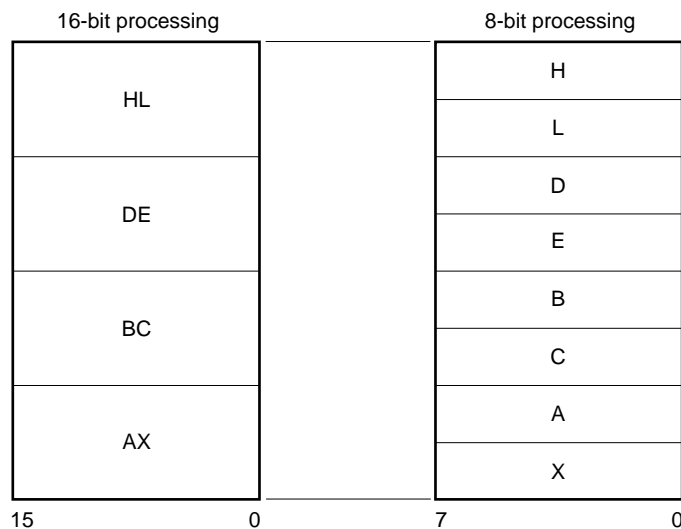 16-bit processing
8-bit processing
HL
DE
BC
AX
H
L
D
E
B
C
A
X
15 0 7 0